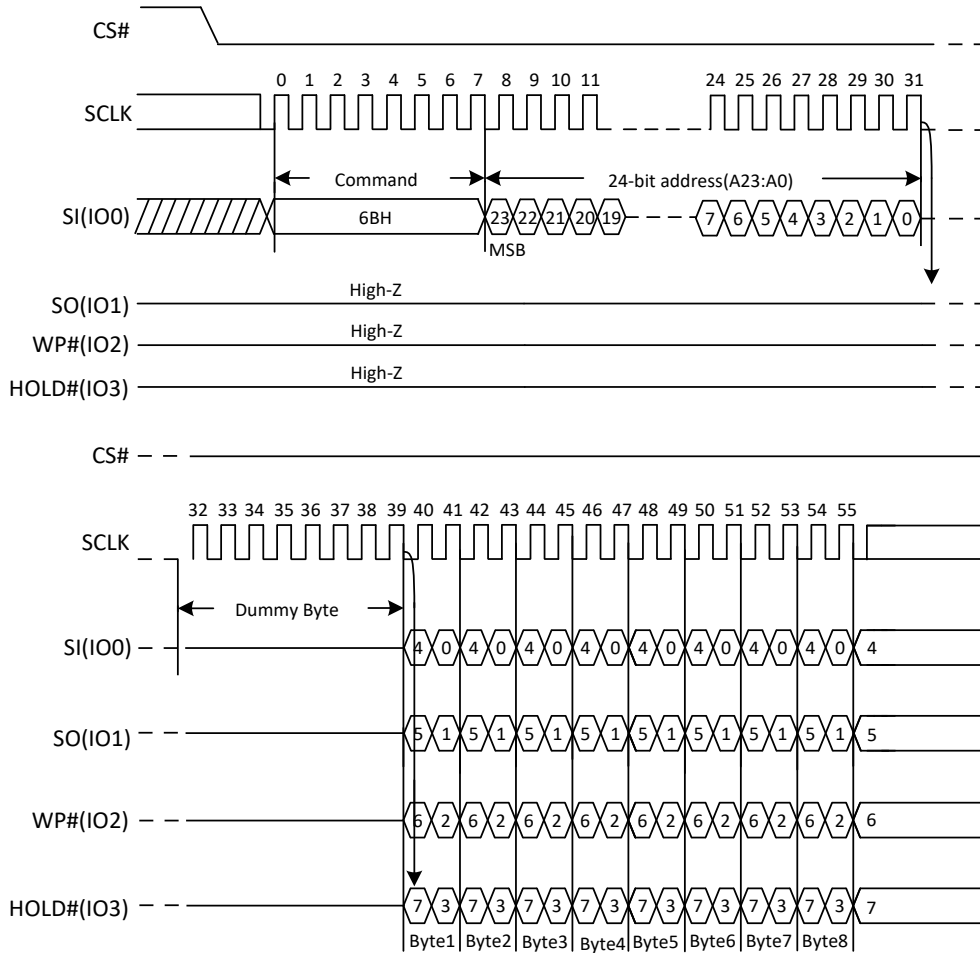 CS#
0 1 2 3 4 5 6 7 8 9 10 11 24 25 26 27 28 29 30 31
SCLK
Command 24-bit address(A23:A0)
SI(IO0) 6BH 23 22 21 20 19 7 6 5 4 3 2 1 0
MSB
SO(IO1) High-Z
WP#(IO2) High-Z
HOLD#(IO3) High-Z
CS#
32 33 34 35 36 37 38 39 40 41 42 43 44 45 46 47 48 49 50 51 52 53 54 55
SCLK
Dummy Byte
SI(IO0) 4 0 4 0 4 0 4 0 4 0 4 0 4 0 4 0 4
SO(IO1) 5 1 5 1 5 1 5 1 5 1 5 1 5 1 5 1 5
WP#(IO2) 6 2 6 2 6 2 6 2 6 2 6 2 6 2 6 2 6
HOLD#(IO3) 7 3 7 3 7 3 7 3 7 3 7 3 7 3 7 3 7
Byte1 Byte2 Byte3 Byte4 Byte5 Byte6 Byte7 Byte8